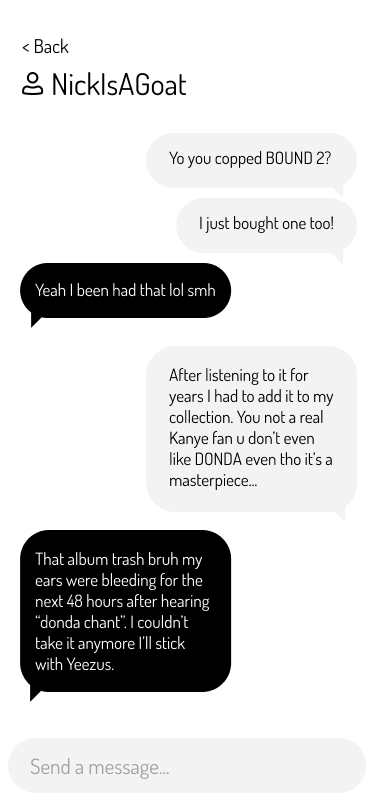 < Back
NickIsAGoat
Yo you copped BOUND 2?
I just bought one too!
Yeah I been had that lol smh
After listening to it for
years I had to add it to my
collection. You not a real
Kanye fan u don't even
like DONDA even tho it's a
masterpiece...
That album trash bruh my
ears were bleeding for the
next 48 hours after hearing
“donda chant”. I couldn't
take it anymore I'll stick
with Yeezus.
Send a message...